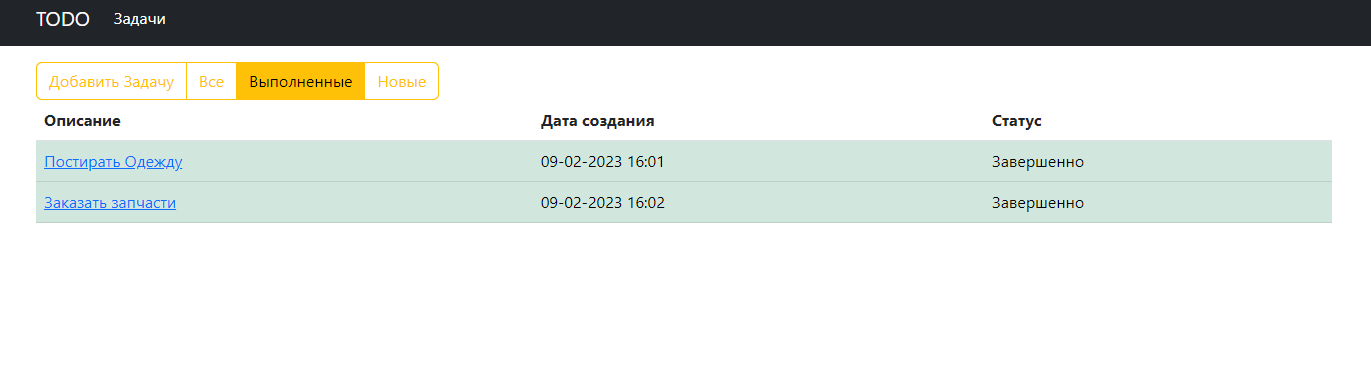 TODO Задачи
Добавить Задачу Все Выполненные Новые
Описание Дата создания Статус
Постирать Одежду 09-02-2023 16:01 Завершенно
Заказать запчасти 09-02-2023 16:02 Завершенно